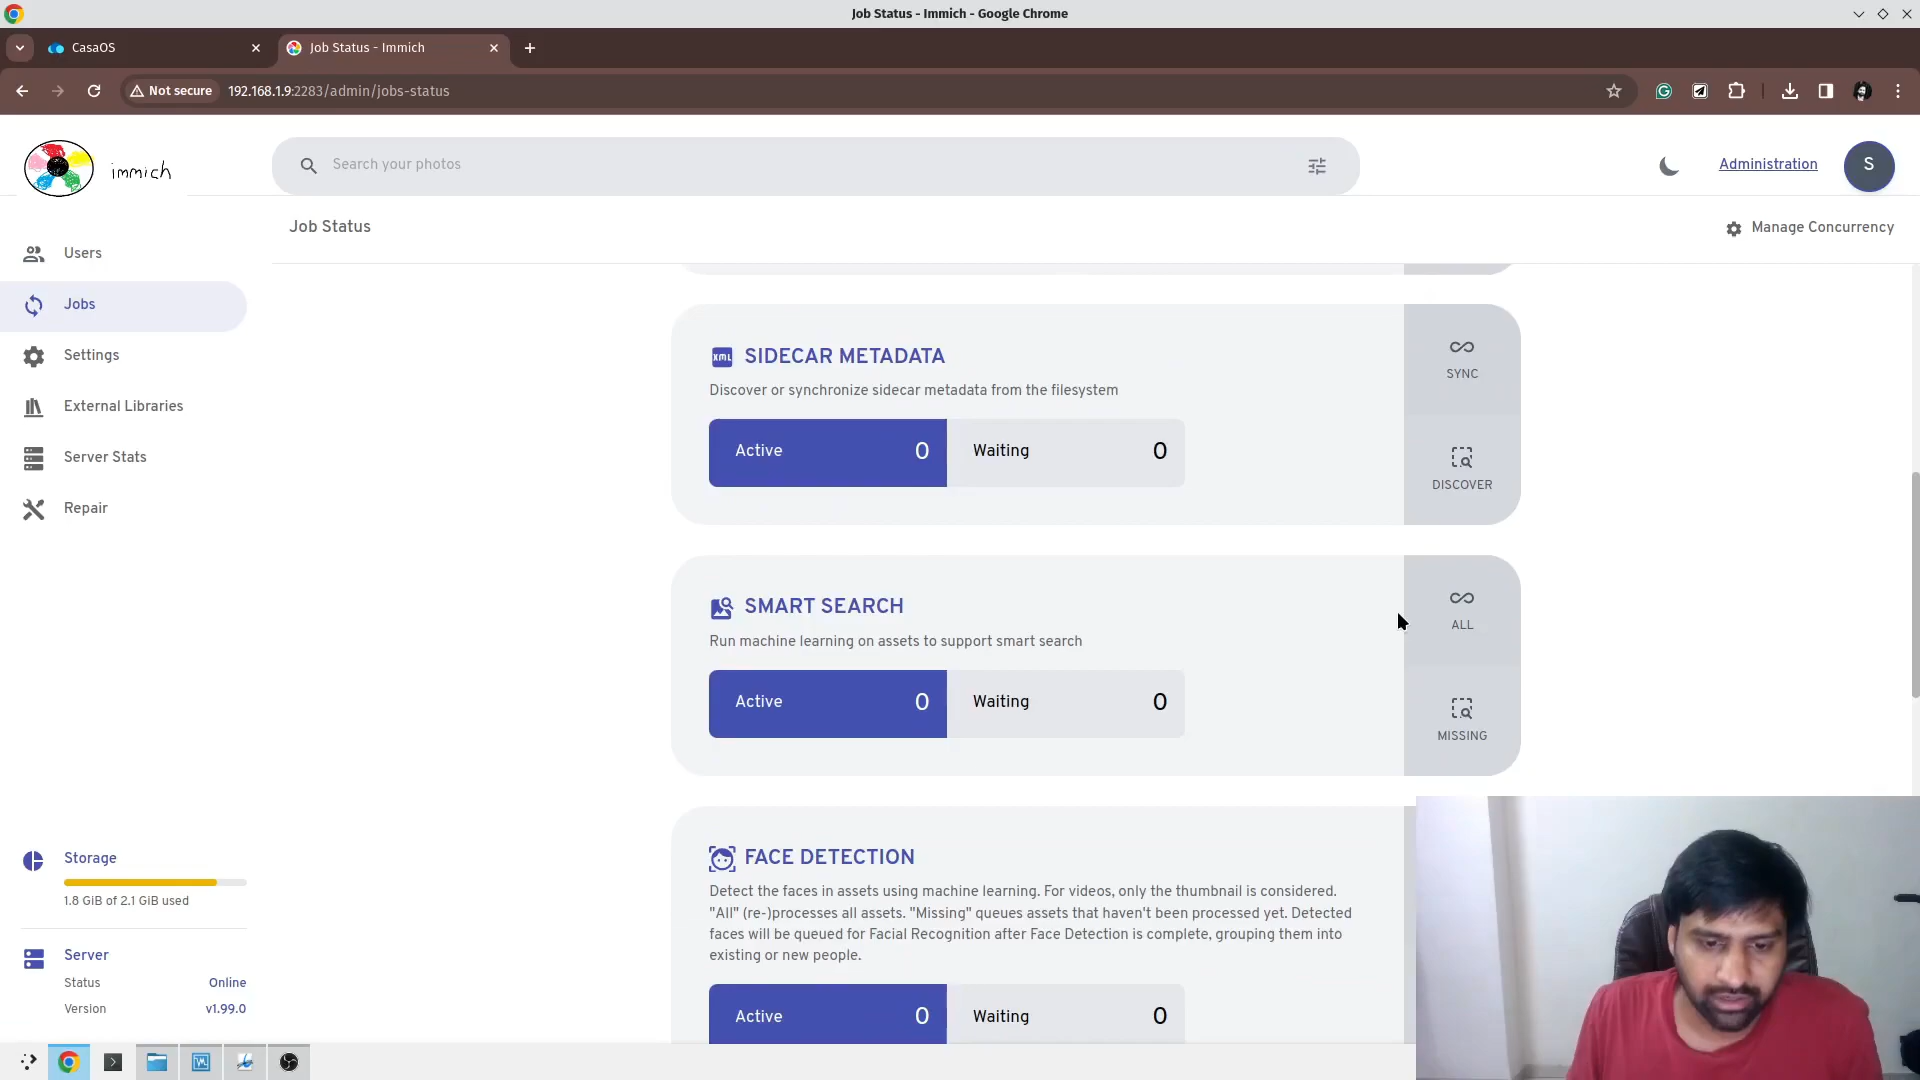 Job Status - Immich - Google Chrome
CasaOS
Job Status - Immich
Not secure
192.168.1.9:2283/admin/jobs-status
immich
Search your photos
Administration
S
Job Status
Manage Concurrency
Users
Jobs
Settings
External Libraries
Server Stats
Repair
XML
SIDECAR METADATA
Discover or synchronize sidecar metadata from the filesystem
Active 0
Waiting 0
SYNC
DISCOVER
SMART SEARCH
Run machine learning on assets to support smart search
Active 0
Waiting 0
ALL
MISSING
FACE DETECTION
Detect the faces in assets using machine learning. For videos, only the thumbnail is considered.
"All" (re-)processes all assets. "Missing" queues assets that haven't been processed yet. Detected
faces will be queued for Facial Recognition after Face Detection is complete, grouping them into
existing or new people.
Active 0
Waiting 0
Storage
1.8 GiB of 2.1 GiB used
Server
Status Online
Version v1.99.0